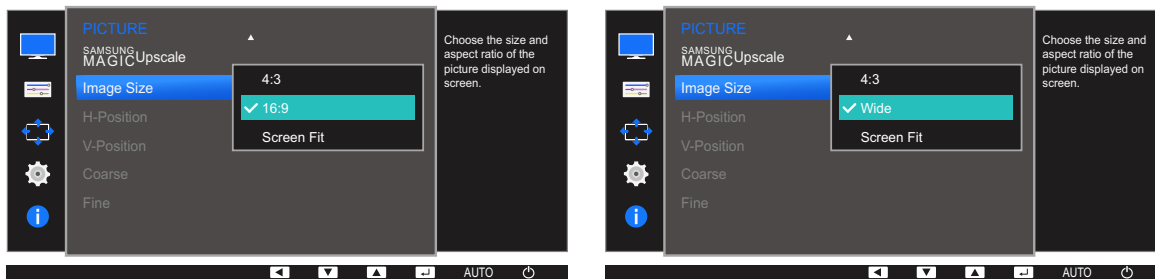 PICTURE
SAMSUNG
MAGIC Upscale
Image Size
H-Position
V-Position
Coarse
Fine
4:3
16:9
Screen Fit
Choose the size and
aspect ratio of the
picture displayed on
screen.
AUTO
PICTURE
SAMSUNG
MAGIC Upscale
Image Size
H-Position
V-Position
Coarse
Fine
4:3
Wide
Screen Fit
Choose the size and
aspect ratio of the
picture displayed on
screen.
AUTO